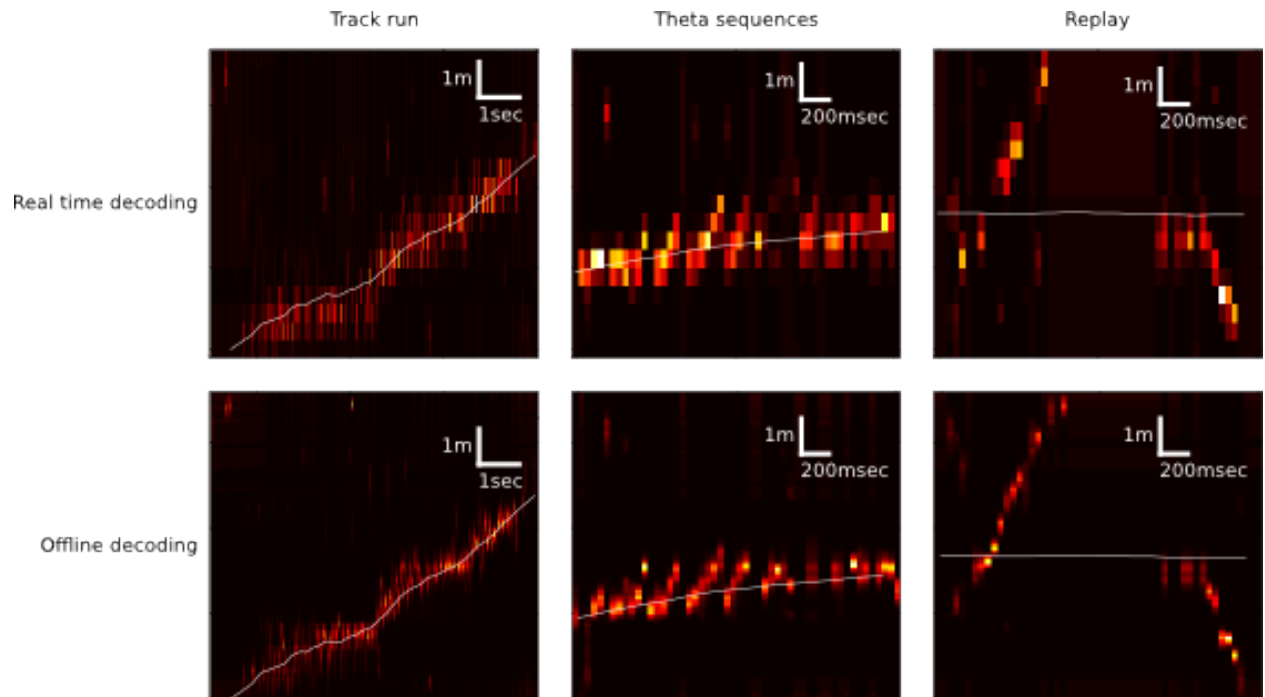 Track run
Theta sequences
Replay
Real time decoding
1m
1sec
1m
200msec
1m
200msec
Offline decoding
1m
1sec
1m
200msec
1m
200msec